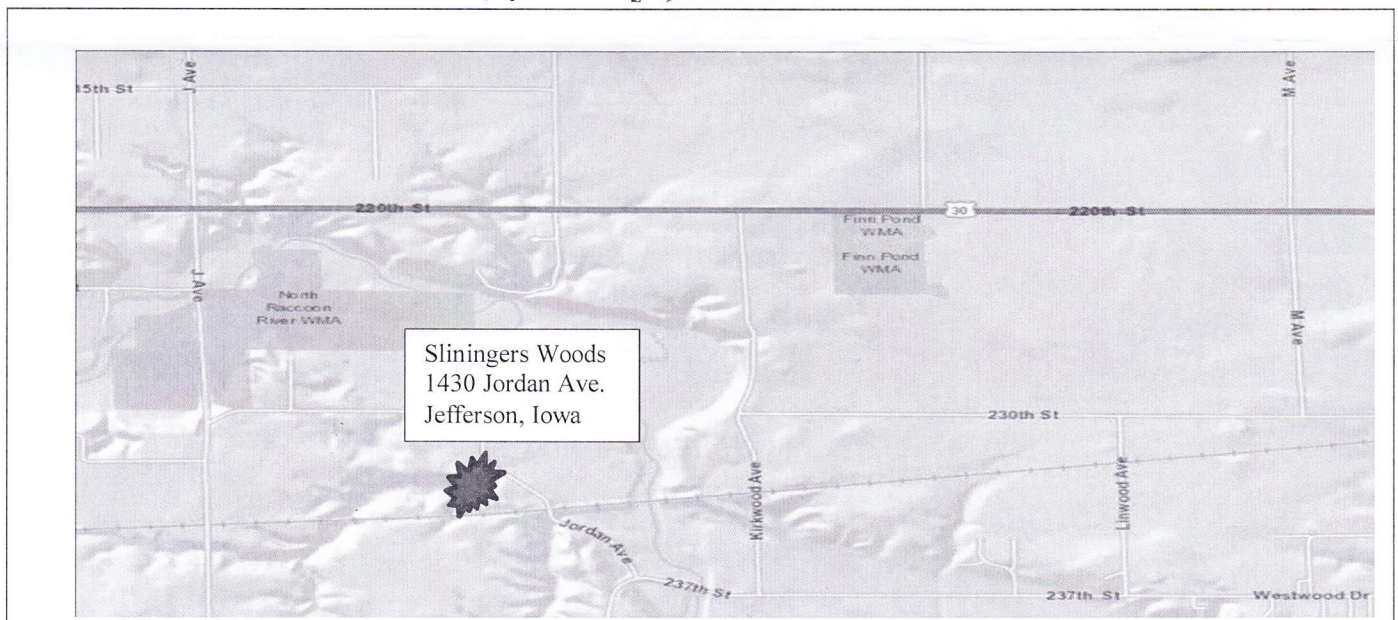 J Ave
M Ave
15th St
220th St
30
220th St
Finn Pond
WMA
Finn Pond
WMA
J Ave
North
Raccoon
River WMA
M Ave
Sliningers Woods
1430 Jordan Ave.
Jefferson, Iowa
230th St
Kirkwood Ave
Linwood Ave
Jordan Ave
237th St
237th St
Westwood Dr